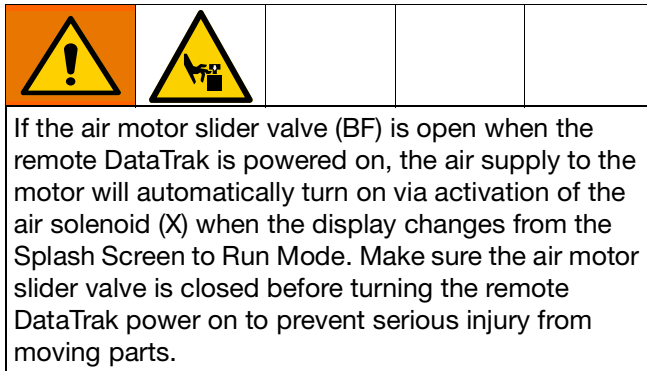 If the air motor slider valve (BF) is open when the
remote DataTrak is powered on, the air supply to the
motor will automatically turn on via activation of the
air solenoid (X) when the display changes from the
Splash Screen to Run Mode. Make sure the air motor
slider valve is closed before turning the remote
DataTrak power on to prevent serious injury from
moving parts.